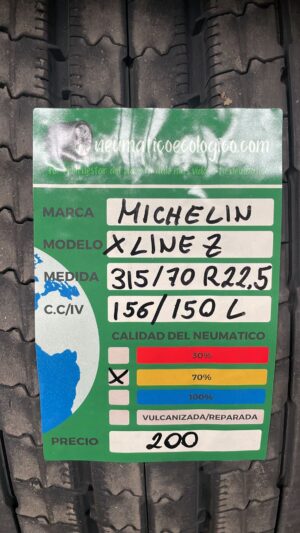 neumaticoecologico.com
MARCA MICHELIN
MODELO X LINE Z
MEDIDA 315/70 R22,5
C.C/IV 156/150 L
CALIDAD DEL NEUMATICO
30%
X 70%
100%
VULCANIZADA/REPARADA
PRECIO 200